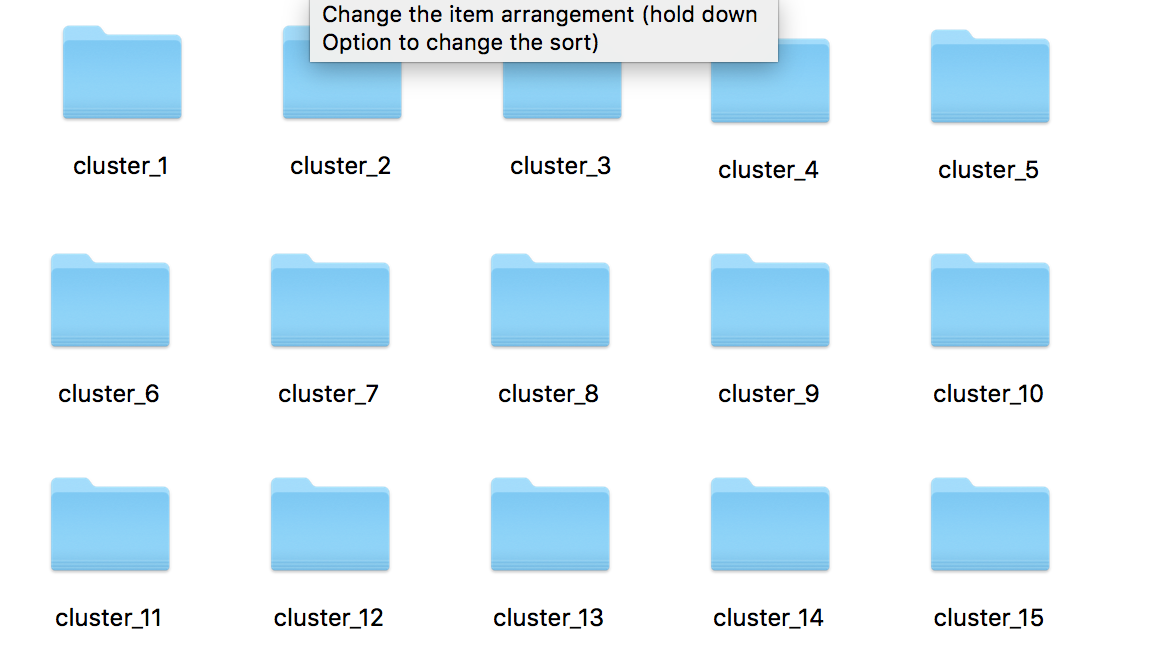 Change the item arrangement (hold down
Option to change the sort)
cluster_1
cluster_2
cluster_3
cluster_4
cluster_5
cluster_6
cluster_7
cluster_8
cluster_9
cluster_10
cluster_11
cluster_12
cluster_13
cluster_14
cluster_15